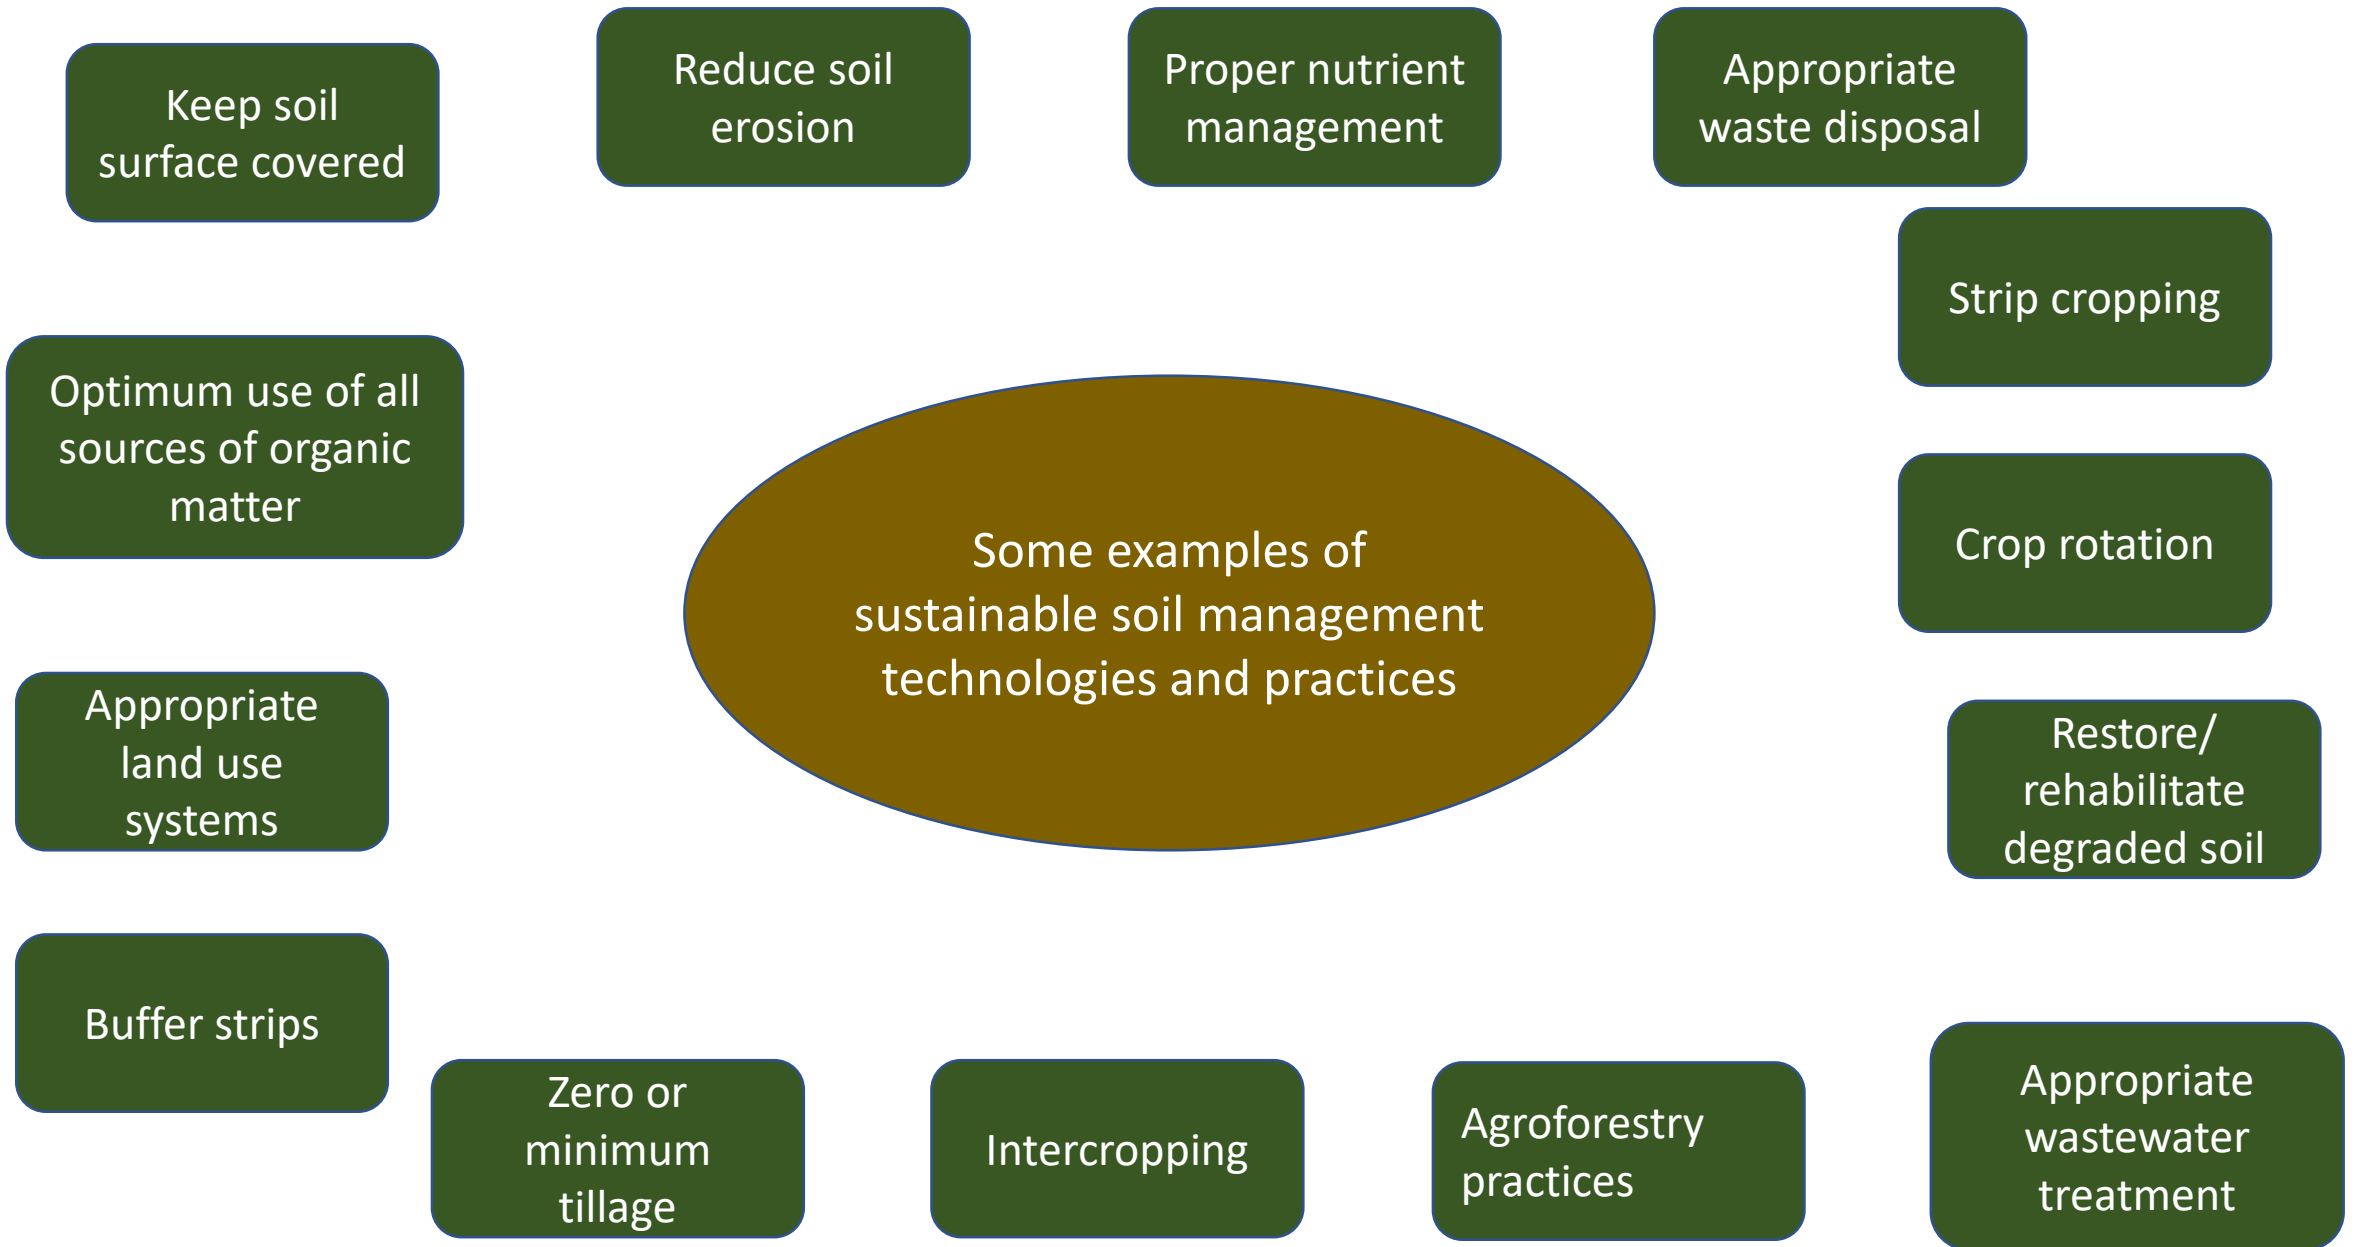 Keep soil
surface covered
Reduce soil
erosion
Proper nutrient
management
Appropriate
waste disposal
Strip cropping
Optimum use of all
sources of organic
matter
Some examples of
sustainable soil management
technologies and practices
Crop rotation
Appropriate
land use
systems
Restore/
rehabilitate
degraded soil
Buffer strips
Zero or
minimum
tillage
Intercropping
Agroforestry
practices
Appropriate
wastewater
treatment